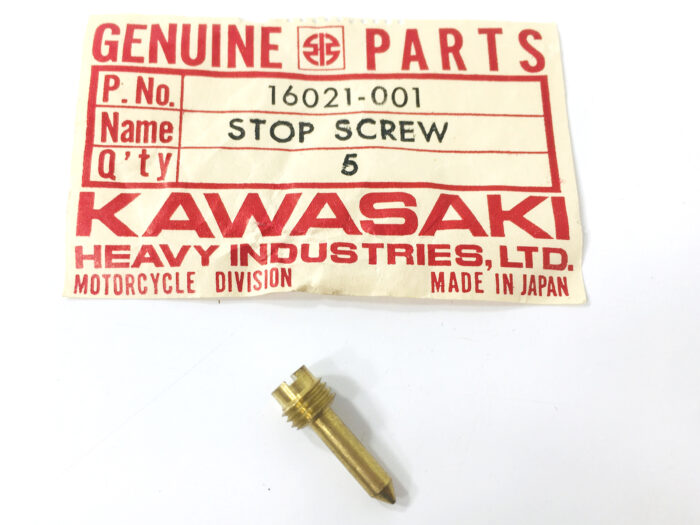 GENUINE PARTS
P. No. 16021-001
Name STOP SCREW
Q'ty 5
KAWASAKI
HEAVY INDUSTRIES, LTD.
MOTORCYCLE DIVISION MADE IN JAPAN